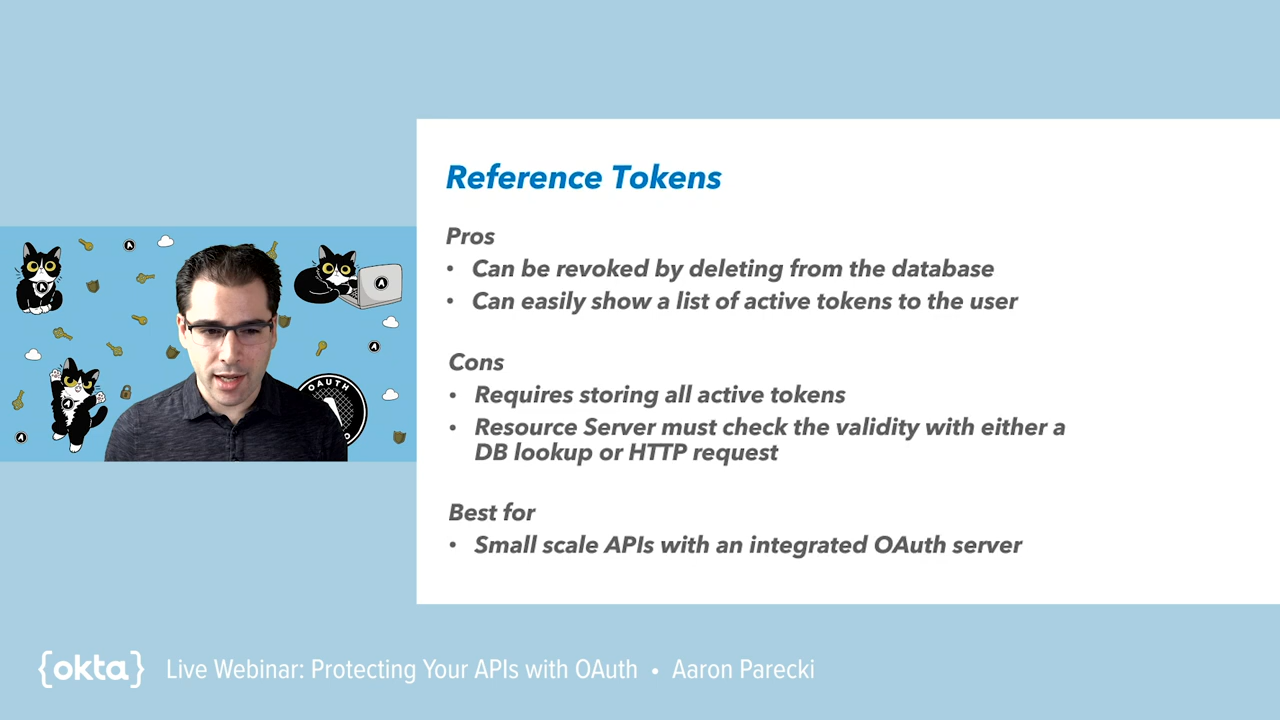 Reference Tokens
Pros
• Can be revoked by deleting from the database
• Can easily show a list of active tokens to the user
Cons
• Requires storing all active tokens
• Resource Server must check the validity with either a
DB lookup or HTTP request
Best for
• Small scale APIs with an integrated OAuth server
OAUTH
{okta} Live Webinar: Protecting Your APIs with OAuth • Aaron Parecki